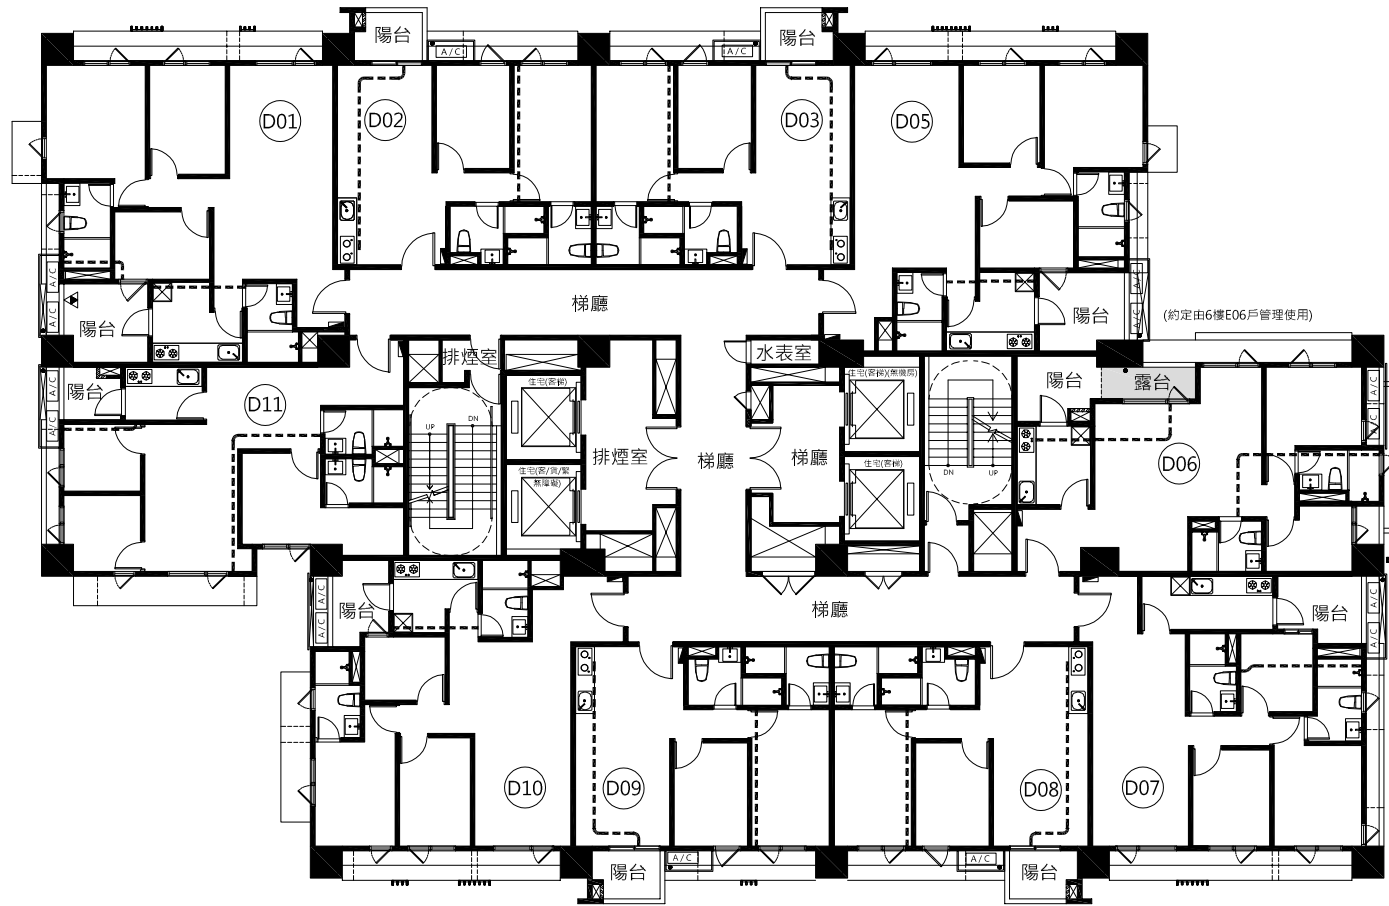 陽台
陽台
A/C
A/C
D01
D02
D03
D05
A/C
A/C
A/C
A/C
陽台
梯廳
陽台
(約定由6樓E06戶管理使用)
排煙室
水表室
住宅(客梯)
住宅(客梯)(無機房)
陽台
露台
A/C
A/C
陽台
A/C
A/C
D11
UP
DN
排煙室
梯廳
梯廳
住宅(客/貨/緊
無障礙)
住宅(客梯)
DN
UP
D06
陽台
A/C
A/C
梯廳
陽台
A/C
A/C
D10
D09
D08
D07
A/C
A/C
陽台
陽台